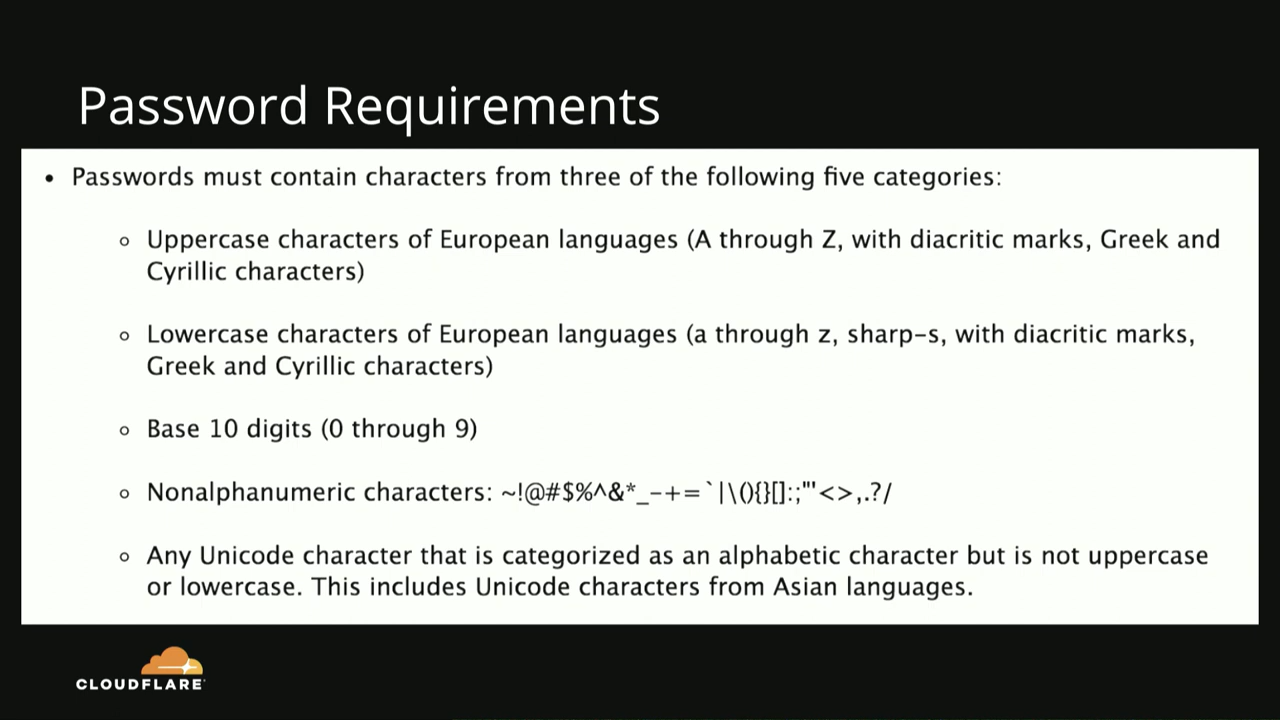 Password Requirements
• Passwords must contain characters from three of the following five categories:
◦ Uppercase characters of European languages (A through Z, with diacritic marks, Greek and
Cyrillic characters)
◦ Lowercase characters of European languages (a through z, sharp-s, with diacritic marks,
Greek and Cyrillic characters)
◦ Base 10 digits (0 through 9)
◦ Nonalphanumeric characters: ~!@#$%^&*_-+=`|\(){}[]:;"'<>,.?/
◦ Any Unicode character that is categorized as an alphabetic character but is not uppercase
or lowercase. This includes Unicode characters from Asian languages.
CLOUDFLARE